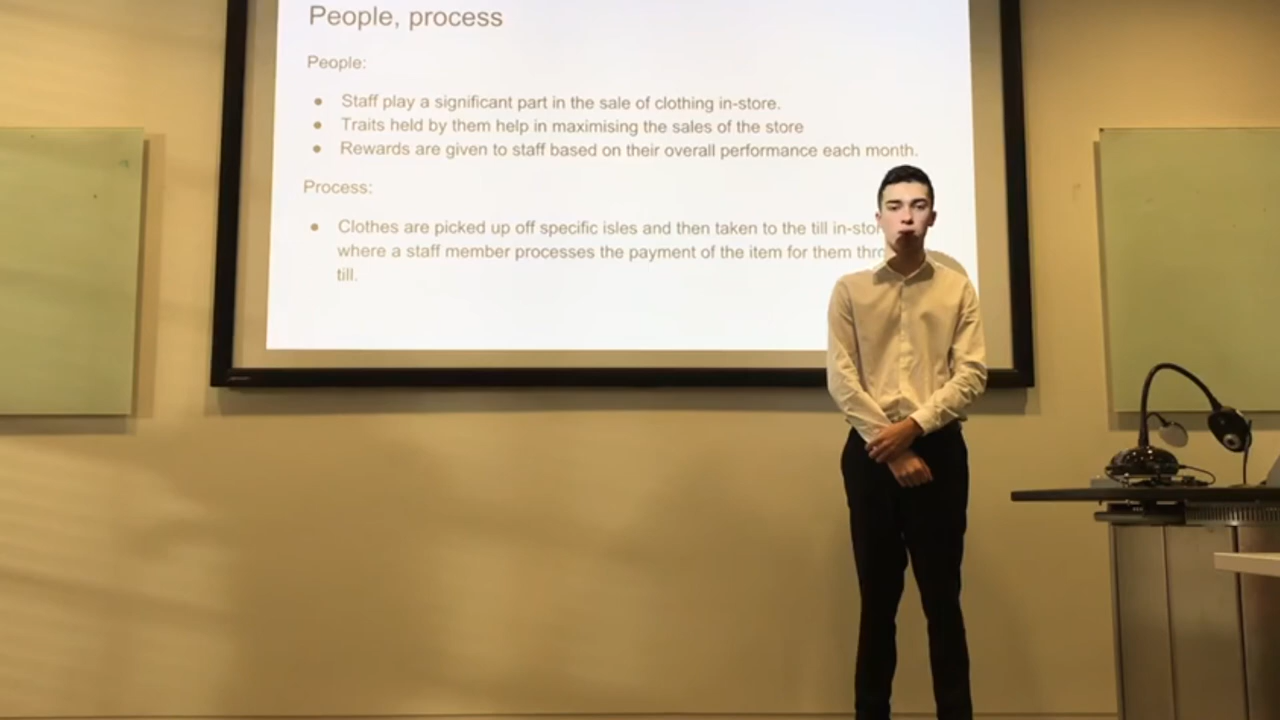 People, process
People:
● Staff play a significant part in the sale of clothing in-store.
● Traits held by them help in maximising the sales of the store
● Rewards are given to staff based on their overall performance each month.
Process:
● Clothes are picked up off specific isles and then taken to the till
where a staff member processes the payment of the item for them
till.